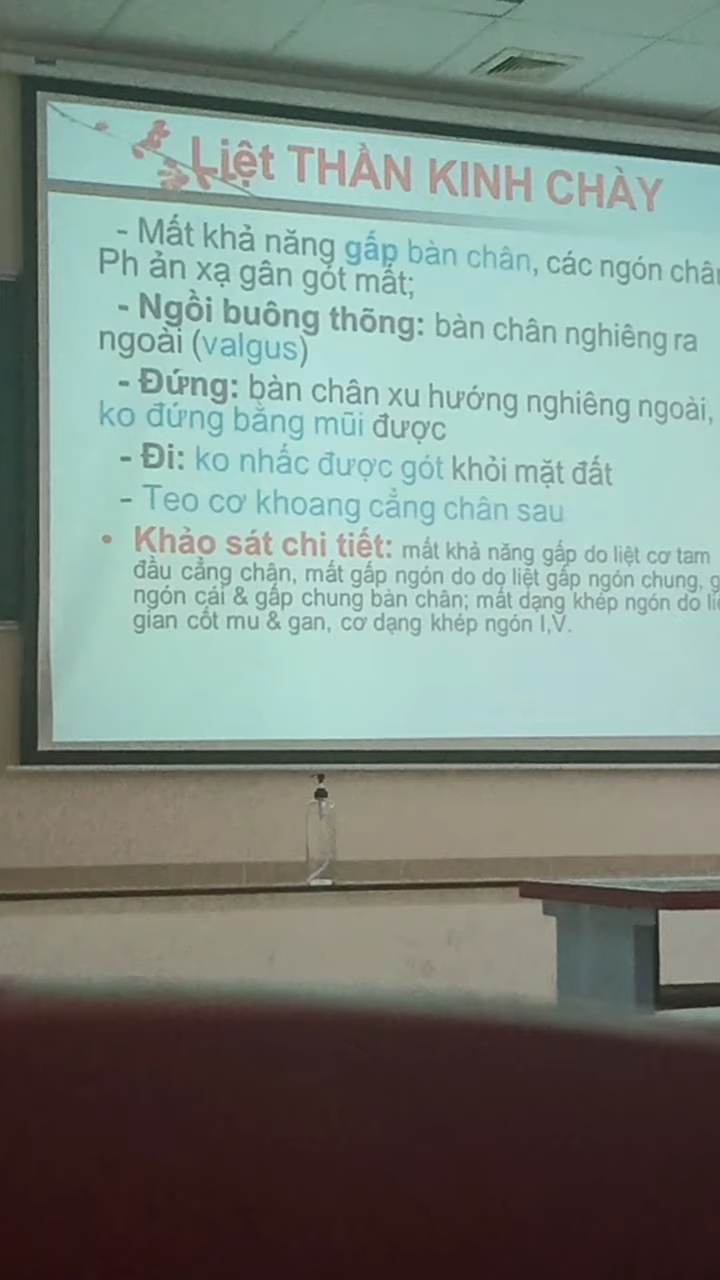 Liệt THẦN KINH CHÀY
- Mất khả năng gấp bàn chân, các ngón
Ph ản xạ gân gót mất;
- Ngồi buông thõng: bàn chân nghiêng ra
ngoài (valgus)
- Đứng: bàn chân xu hướng nghiêng ngoài,
ko đứng bằng mũi được
- Đi: ko nhấc được gót khỏi mặt đất
- Teo cơ khoang cẳng chân sau
• Khảo sát chi tiết: mất khả năng gấp do liệt cơ tam
đầu cẳng chân, mất gấp ngón do do liệt gấp ngón chung,
ngón cái & gấp chung bàn chân; mất dạng khép ngón do
gian cốt mu & gan, cơ dạng khép ngón I,V.